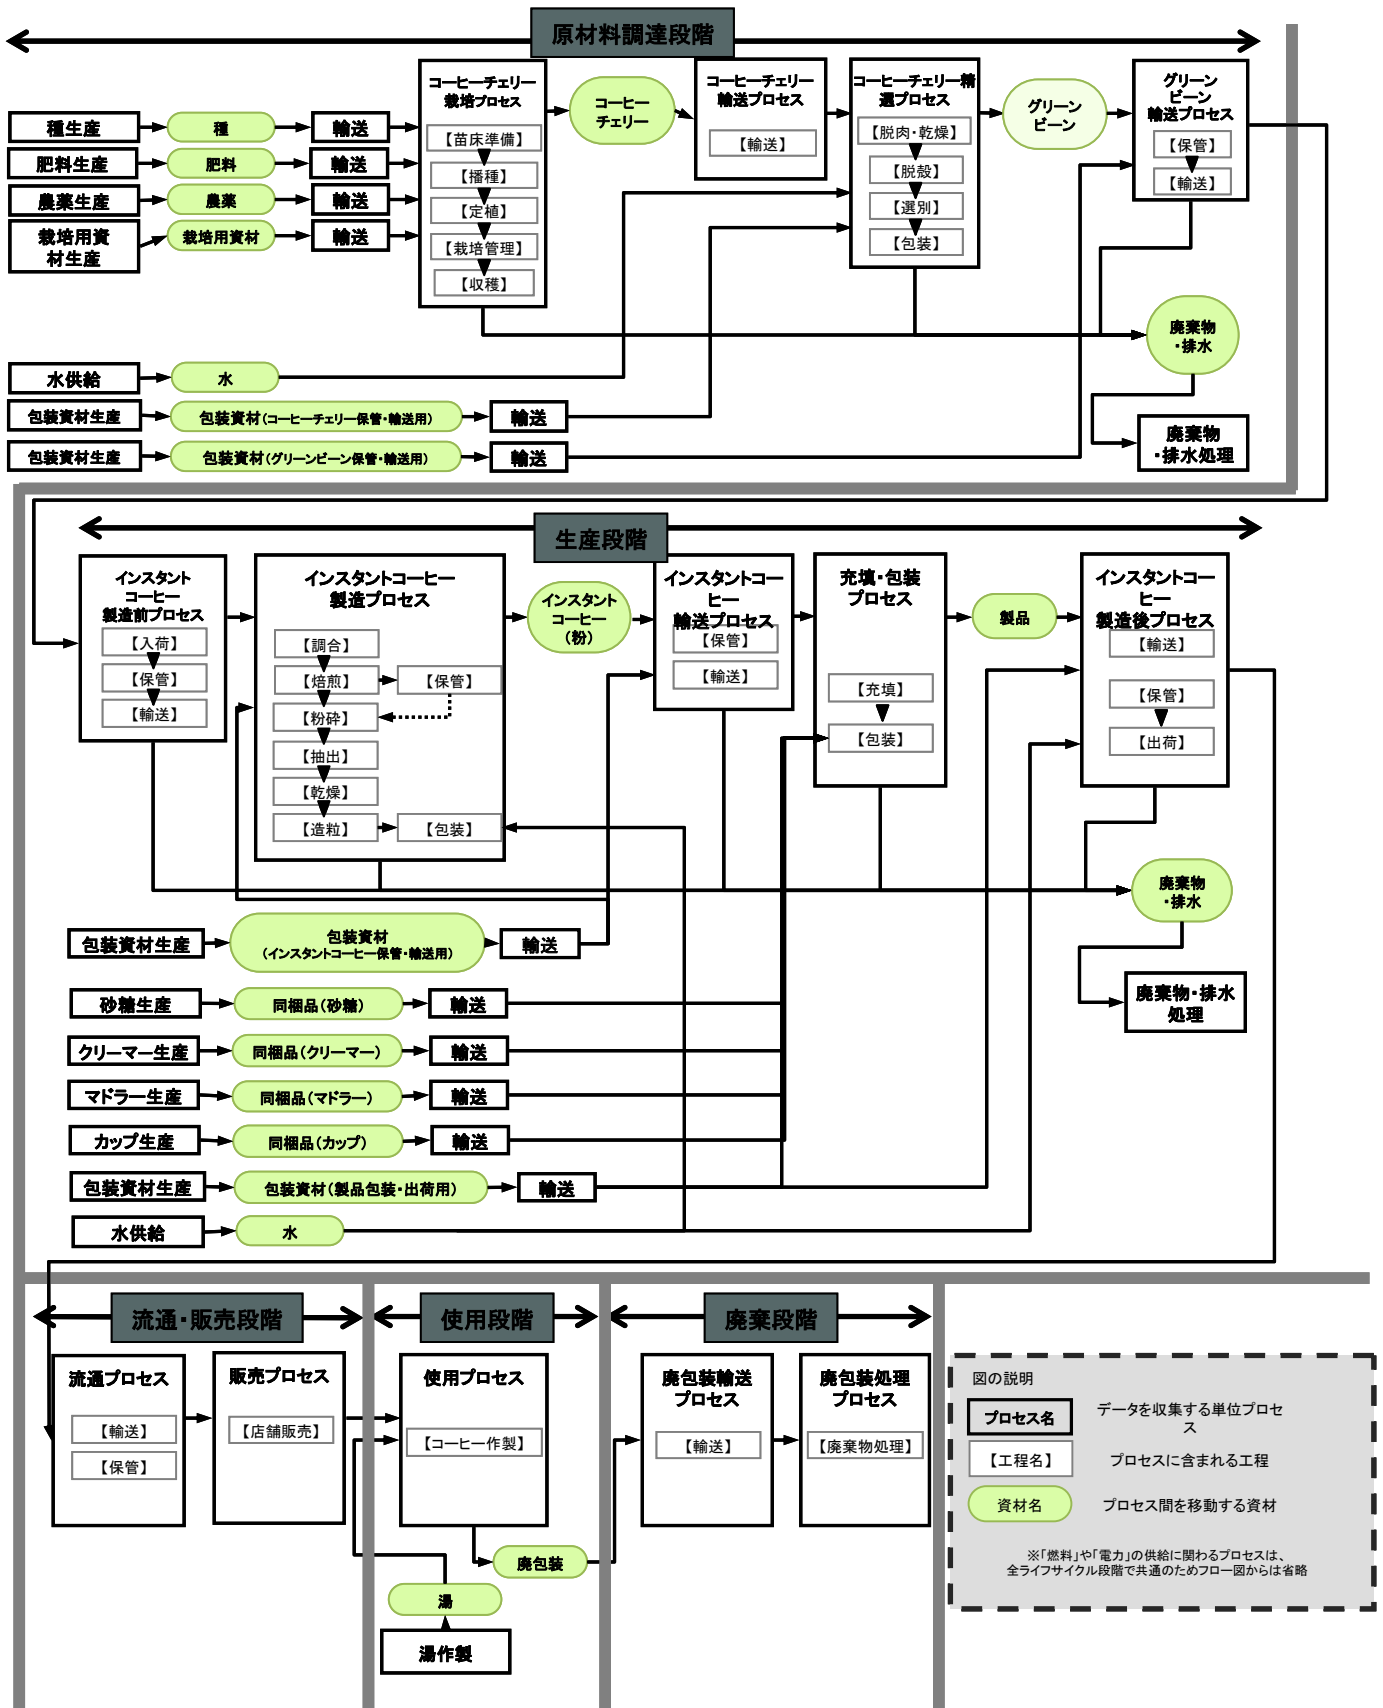 原材料調達段階
コーヒーチェリー
栽培プロセス
【苗床準備】
【播種】
【定植】
【栽培管理】
【収穫】
コーヒー
チェリー
コーヒーチェリー
輸送プロセス
【輸送】
コーヒーチェリー精
選プロセス
【脱肉・乾燥】
【脱殻】
【選別】
【包装】
グリーン
ビーン
グリーン
ビーン
輸送プロセス
【保管】
【輸送】
種生産
種
輸送
肥料生産
肥料
輸送
農薬生産
農薬
輸送
栽培用資
材生産
栽培用資材
輸送
廃棄物
・排水
廃棄物
・排水処理
水供給
水
包装資材生産
包装資材（コーヒーチェリー保管・輸送用）
輸送
包装資材生産
包装資材（グリーンビーン保管・輸送用）
輸送
生産段階
インスタント
コーヒー
製造前プロセス
【入荷】
【保管】
【輸送】
インスタントコーヒー
製造プロセス
【調合】
【焙煎】
【保管】
【粉砕】
【抽出】
【乾燥】
【造粒】
【包装】
インスタント
コーヒー
（粉）
インスタントコー
ヒー
輸送プロセス
【保管】
【輸送】
充填・包装
プロセス
【充填】
【包装】
製品
インスタントコー
ヒー
製造後プロセス
【輸送】
【保管】
【出荷】
廃棄物
・排水
廃棄物・排水
処理
包装資材生産
包装資材
（インスタントコーヒー保管・輸送用）
輸送
砂糖生産
同梱品（砂糖）
輸送
クリーマー生産
同梱品（クリーマー）
輸送
マドラー生産
同梱品（マドラー）
輸送
カップ生産
同梱品（カップ）
輸送
包装資材生産
包装資材（製品包装・出荷用）
輸送
水供給
水
流通・販売段階
流通プロセス
【輸送】
【保管】
販売プロセス
【店舗販売】
使用段階
使用プロセス
【コーヒー作製】
廃包装
湯
湯作製
廃棄段階
廃包装輸送
プロセス
【輸送】
廃包装処理
プロセス
【廃棄物処理】
図の説明
プロセス名
データを収集する単位プロセ
ス
【工程名】
プロセスに含まれる工程
資材名
プロセス間を移動する資材
※「燃料」や「電力」の供給に関わるプロセスは、
全ライフサイクル段階で共通のためフロー図からは省略